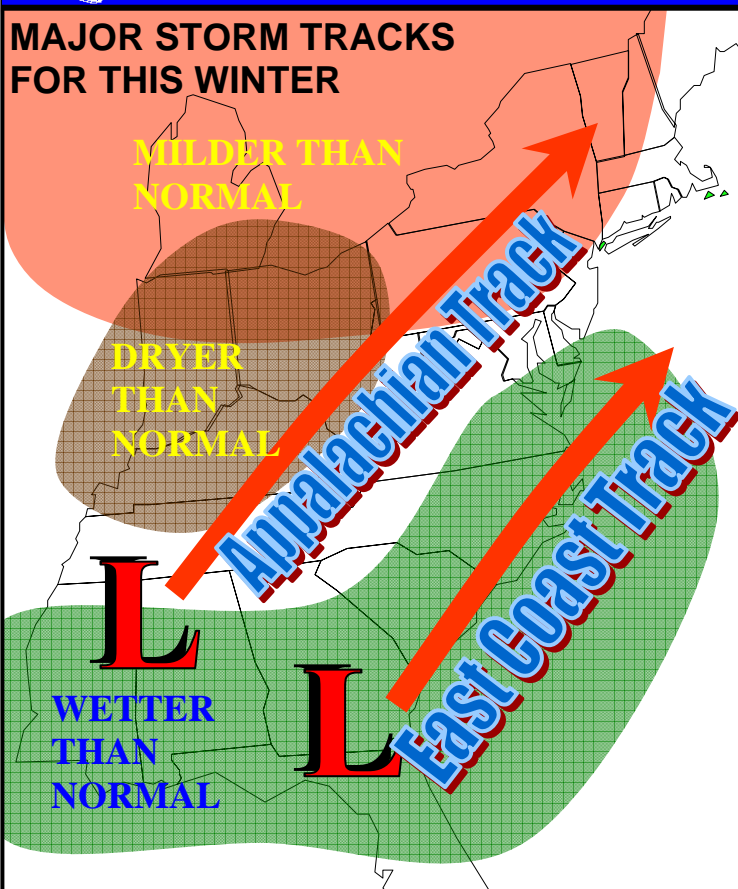 MAJOR STORM TRACKS
FOR THIS WINTER
MILDER THAN
NORMAL
DRYER
THAN
NORMAL
Appalachian Track
East Coast Track
L
L
WETTER
THAN
NORMAL